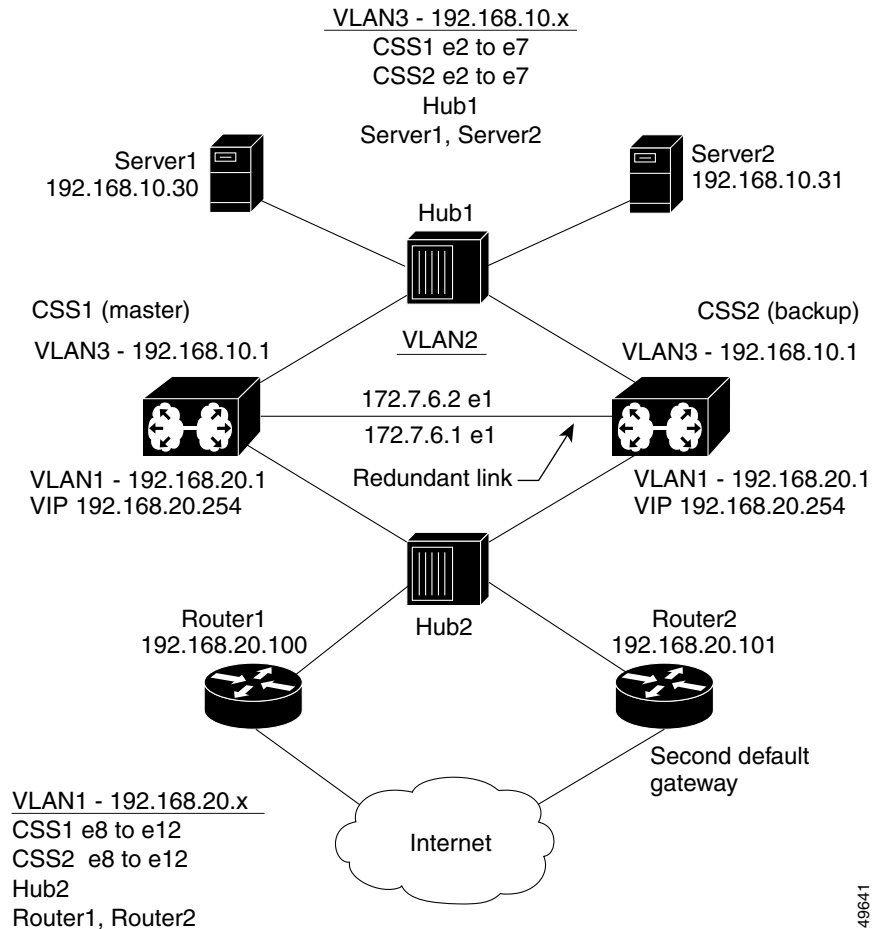 VLAN3 - 192.168.10.x
CSS1 e2 to e7
CSS2 e2 to e7
Hub1
Server1, Server2
Server1
192.168.10.30
Server2
192.168.10.31
Hub1
CSS1 (master)
CSS2 (backup)
VLAN3 - 192.168.10.1
VLAN2
VLAN3 - 192.168.10.1
172.7.6.2 e1
172.7.6.1 e1
Redundant link
VLAN1 - 192.168.20.1
VIP 192.168.20.254
VLAN1 - 192.168.20.1
VIP 192.168.20.254
Hub2
Router1
192.168.20.100
Router2
192.168.20.101
Second default
gateway
Internet
VLAN1 - 192.168.20.x
CSS1 e8 to e12
CSS2 e8 to e12
Hub2
Router1, Router2
49641